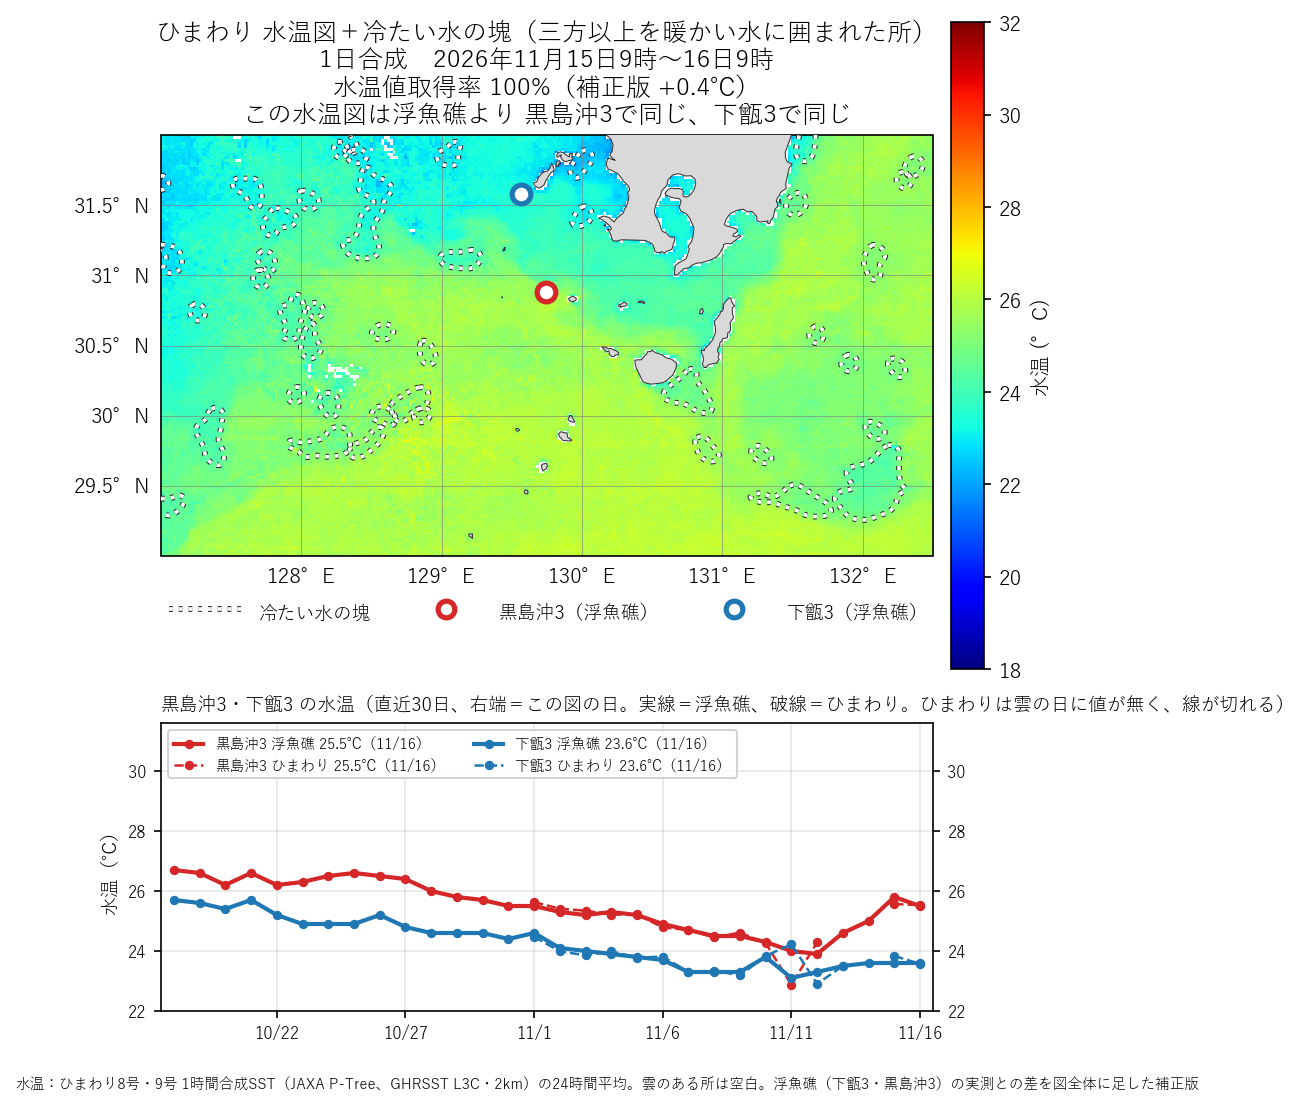 ひまわり 水温図＋冷たい水の塊（三方以上を暖かい水に囲まれた所）
1日合成　2026年11月15日9時～16日9時
水温値取得率 100%（補正版 +0.4℃）
この水温図は浮魚礁より 黒島沖3で同じ、下甑3で同じ
32
30
28
26
24
22
20
18
水温（° C）
31.5° N
31° N
30.5° N
30° N
29.5° N
128° E
129° E
130° E
131° E
132° E
冷たい水の塊
黒島沖3（浮魚礁）
下甑3（浮魚礁）
黒島沖3・下甑3 の水温（直近30日、右端＝この図の日。実線＝浮魚礁、破線＝ひまわり。ひまわりは雲の日に値が無く、線が切れる）
黒島沖3 浮魚礁 25.5℃（11/16）
黒島沖3 ひまわり 25.5℃（11/16）
下甑3 浮魚礁 23.6℃（11/16）
下甑3 ひまわり 23.6℃（11/16）
水温（℃）
30
28
26
24
22
30
28
26
24
22
10/22
10/27
11/1
11/6
11/11
11/16
水温：ひまわり8号・9号 1時間合成SST（JAXA P-Tree、GHRSST L3C・2km）の24時間平均。雲のある所は空白。浮魚礁（下甑3・黒島沖3）の実測との差を図全体に足した補正版